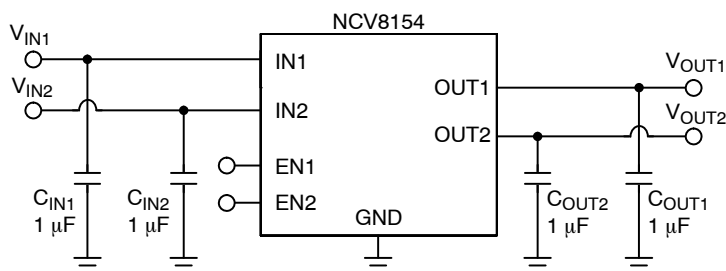 NCV8154
VIN1
IN1
VIN2
IN2
OUT1
VOUT1
OUT2
VOUT2
EN1
EN2
GND
CIN1
1 μF
CIN2
1 μF
COUT2
1 μF
COUT1
1 μF